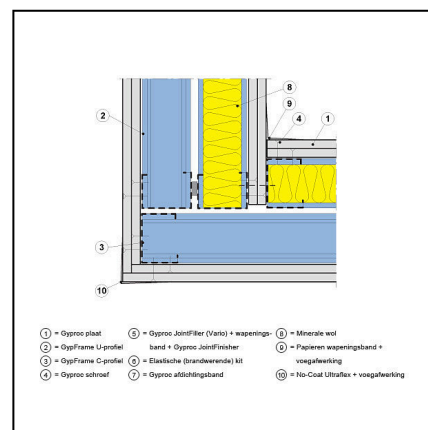 8
9
2
4
1
3
10
1 = Gyproc plaat
2 = GypFrame U-profiel
3 = GypFrame C-profiel
4 = Gyproc schroef
5 = Gyproc JointFiller (Vario) + wapenings-
band + Gyproc JointFinisher
6 = Elastische (brandwerende) kit
7 = Gyproc afdichtingsband
8 = Minerale wol
9 = Papieren wapeningsband +
voegafwerking
10 = No-Coat Ultraflex + voegafwerking